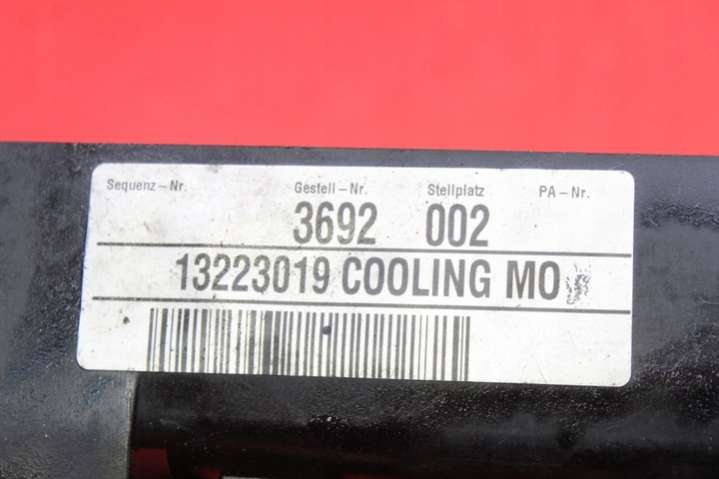 Sequenz-Nr. Gestell-Nr. Stellplatz PA-Nr.
3692 002
13223019 COOLING MO